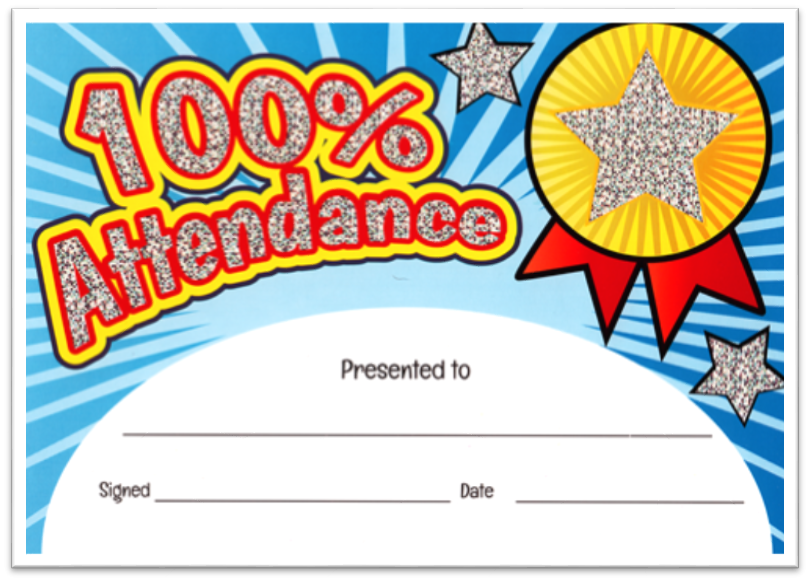 100%
Attendance
Presented to
Signed
Date